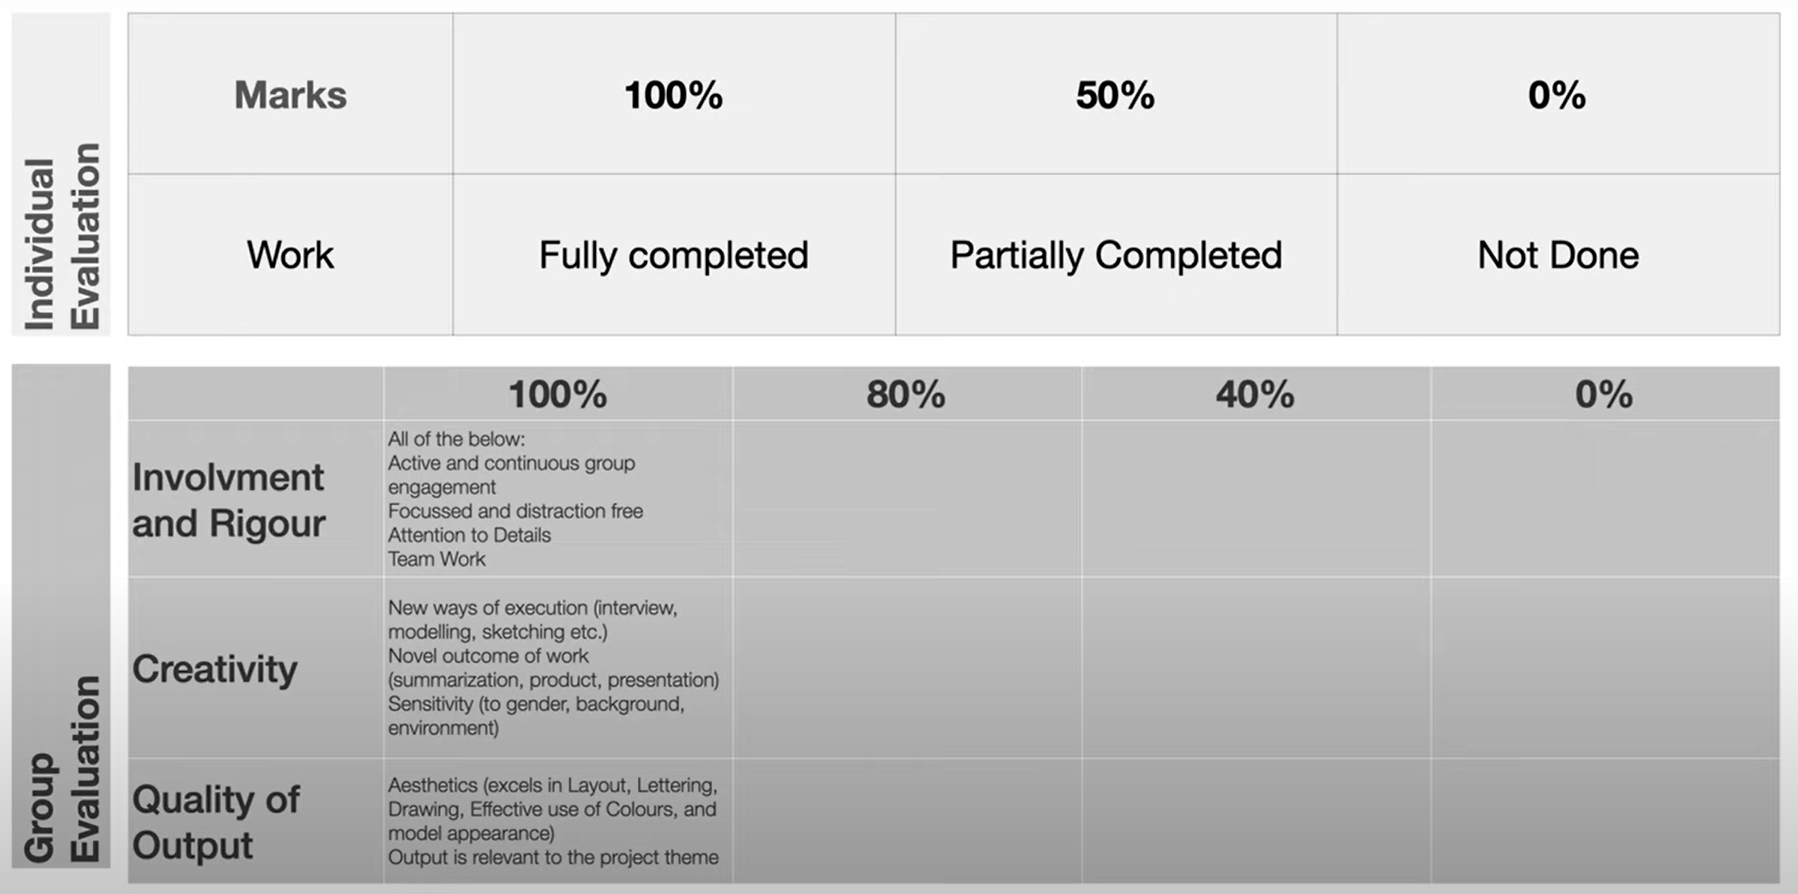 Individual
Evaluation
Marks 100% 50% 0%
Work Fully completed Partially Completed Not Done
Group
Evaluation
100% 80% 40% 0%
Involvment
and Rigour
All of the below:
Active and continuous group
engagement
Focussed and distraction free
Attention to Details
Team Work
Creativity
New ways of execution (interview,
modelling, sketching etc.)
Novel outcome of work
(summarization, product, presentation)
Sensitivity (to gender, background,
environment)
Quality of
Output
Aesthetics (excels in Layout, Lettering,
Drawing, Effective use of Colours, and
model appearance)
Output is relevant to the project theme